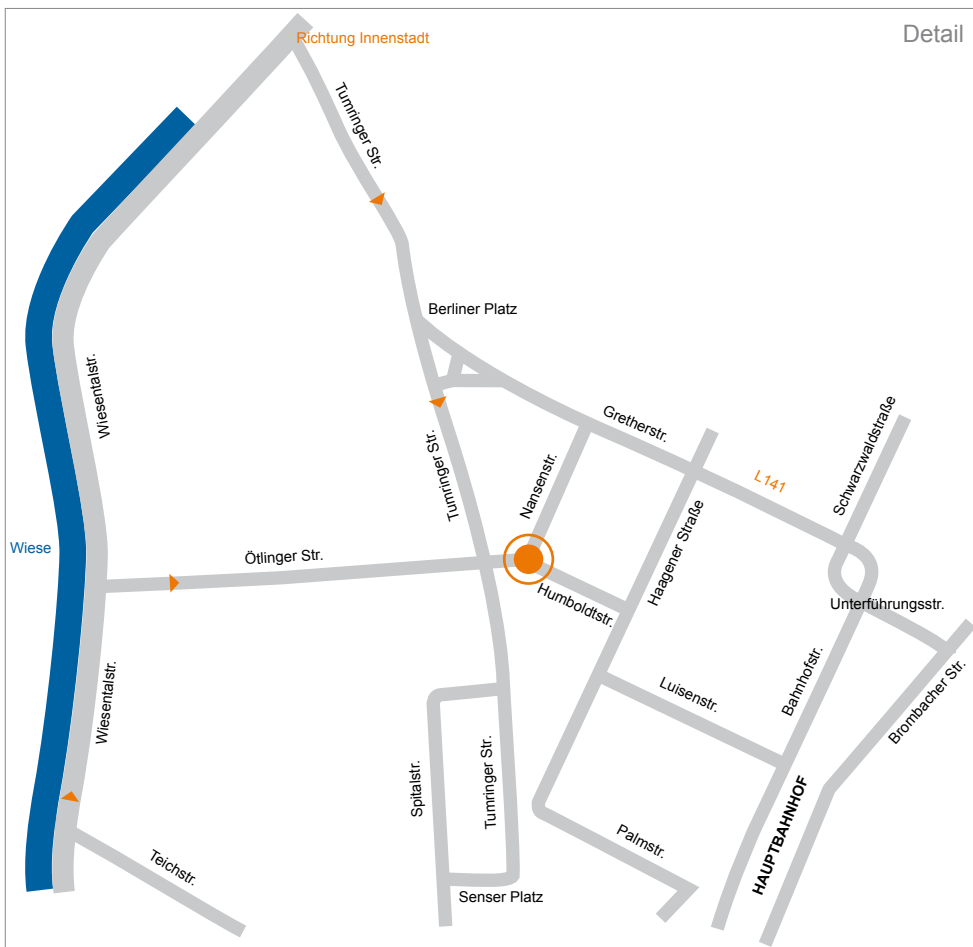 Detail
Richtung Innenstadt
Tumringer Str.
Berliner Platz
Wiesentalstr.
Gretherstr.
Schwarzwaldstraße
L141
Tumringer Str.
Nansenstr.
Haagener Straße
Wiese
Ötlinger Str.
Humboldtstr.
Unterführungsstr.
Wiesentalstr.
Luisenstr.
Bahnhofstr.
Brombacher Str.
Spitalstr.
Tumringer Str.
HAUPTBAHNHOF
Palmstr.
Teichstr.
Senser Platz